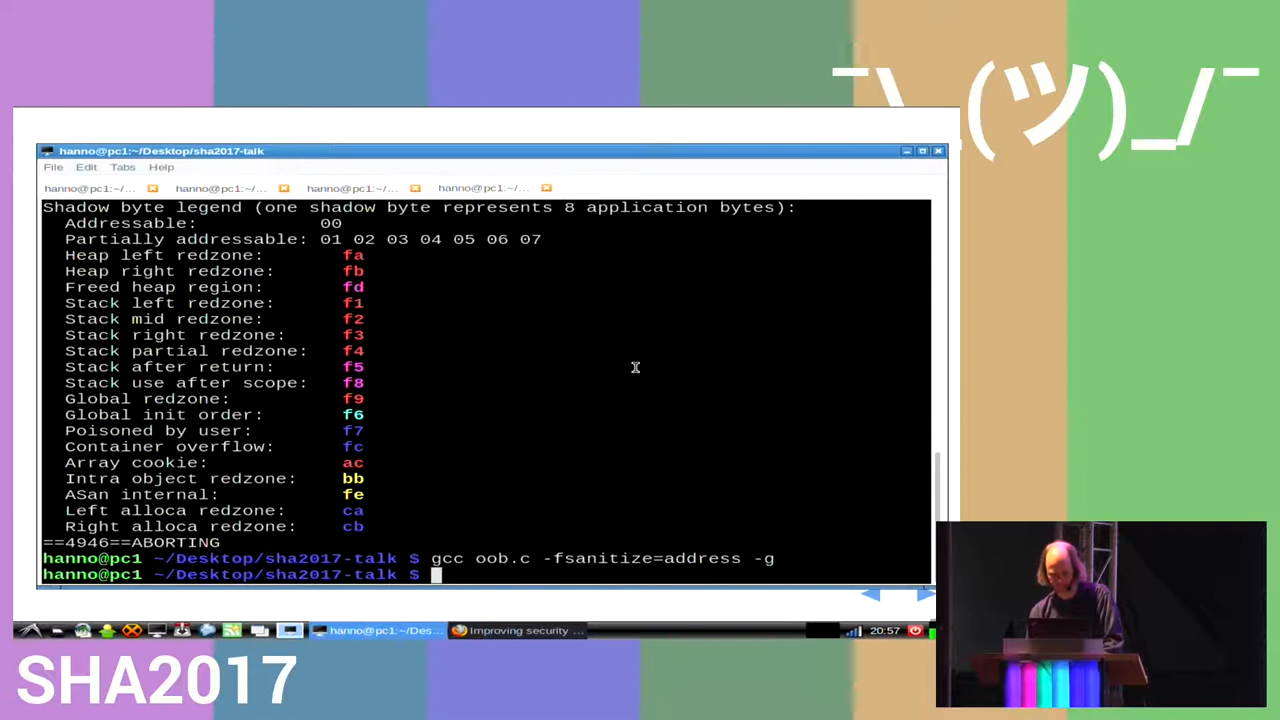 ¯\_(ツ)_/¯
hanno@pc1:~/Desktop/sha2017-talk
File Edit Tabs Help
hanno@pc1:~/... hanno@pc1:~/... hanno@pc1:~/... hanno@pc1:~/...
Shadow byte legend (one shadow byte represents 8 application bytes):
Addressable: 00
Partially addressable: 01 02 03 04 05 06 07
Heap left redzone: fa
Heap right redzone: fb
Freed heap region: fd
Stack left redzone: f1
Stack mid redzone: f2
Stack right redzone: f3
Stack partial redzone: f4
Stack after return: f5
Stack use after scope: f8
Global redzone: f9
Global init order: f6
Poisoned by user: f7
Container overflow: fc
Array cookie: ac
Intra object redzone: bb
ASan internal: fe
Left alloca redzone: ca
Right alloca redzone: cb
==4946==ABORTING
hanno@pc1 ~/Desktop/sha2017-talk $ gcc oob.c -fsanitize=address -g
hanno@pc1 ~/Desktop/sha2017-talk $
hanno@pc1:~/Des... Improving security ... 20:57
SHA2017